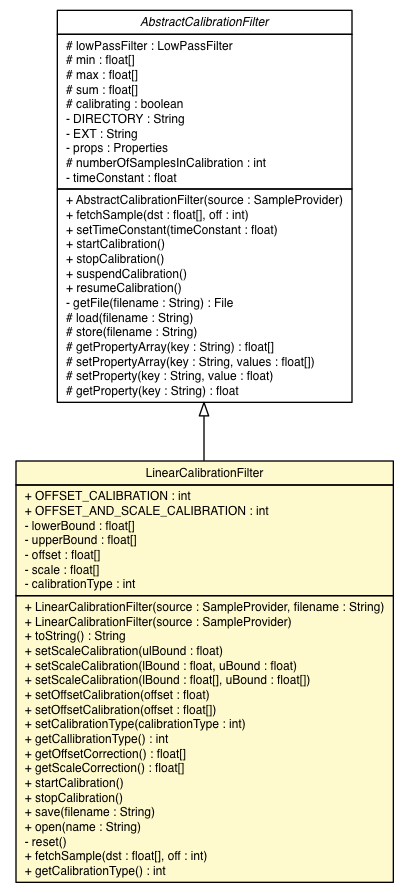 AbstractCalibrationFilter
# lowPassFilter : LowPassFilter
# min : float[]
# max : float[]
# sum : float[]
# calibrating : boolean
- DIRECTORY : String
- EXT : String
- props : Properties
# numberOfSamplesInCalibration : int
- timeConstant : float
+ AbstractCalibrationFilter(source : SampleProvider)
+ fetchSample(dst : float[], off : int)
+ setTimeConstant(timeConstant : float)
+ startCalibration()
+ stopCalibration()
+ suspendCalibration()
+ resumeCalibration()
- getFile(filename : String) : File
# load(filename : String)
# store(filename : String)
# getPropertyArray(key : String) : float[]
# setPropertyArray(key : String, values : float[])
# setProperty(key : String, value : float)
# getProperty(key : String) : float
LinearCalibrationFilter
+ OFFSET_CALIBRATION : int
+ OFFSET_AND_SCALE_CALIBRATION : int
- lowerBound : float[]
- upperBound : float[]
- offset : float[]
- scale : float[]
- calibrationType : int
+ LinearCalibrationFilter(source : SampleProvider, filename : String)
+ LinearCalibrationFilter(source : SampleProvider)
+ toString() : String
+ setScaleCalibration(ulBound : float)
+ setScaleCalibration(lBound : float, uBound : float)
+ setScaleCalibration(lBound : float[], uBound : float[])
+ setOffsetCalibration(offset : float)
+ setOffsetCalibration(offset : float[])
+ setCalibrationType(calibrationType : int)
+ getCallibrationType() : int
+ getOffsetCorrection() : float[]
+ getScaleCorrection() : float[]
+ startCalibration()
+ stopCalibration()
+ save(filename : String)
+ open(name : String)
- reset()
+ fetchSample(dst : float[], off : int)
+ getCalibrationType() : int